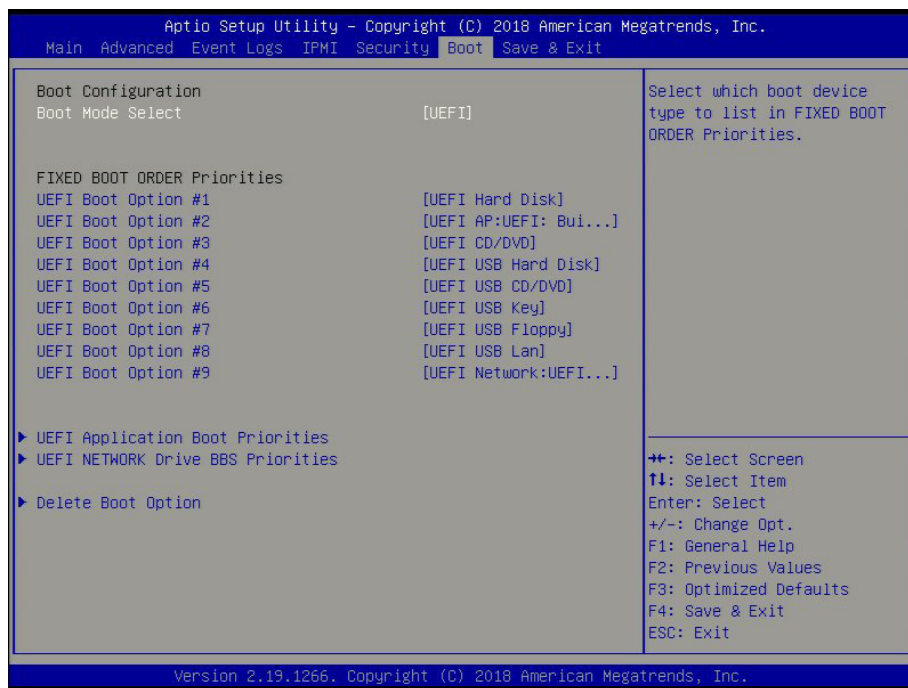 Aptio Setup Utility – Copyright (C) 2018 American Megatrends, Inc.
Main Advanced Event Logs IPMI Security Boot Save & Exit
Boot Configuration
Boot Mode Select [UEFI]
FIXED BOOT ORDER Priorities
UEFI Boot Option #1 [UEFI Hard Disk]
UEFI Boot Option #2 [UEFI AP:UEFI: Bui...]
UEFI Boot Option #3 [UEFI CD/DVD]
UEFI Boot Option #4 [UEFI USB Hard Disk]
UEFI Boot Option #5 [UEFI USB CD/DVD]
UEFI Boot Option #6 [UEFI USB Key]
UEFI Boot Option #7 [UEFI USB Floppy]
UEFI Boot Option #8 [UEFI USB Lan]
UEFI Boot Option #9 [UEFI Network:UEFI...]
▶ UEFI Application Boot Priorities
▶ UEFI NETWORK Drive BBS Priorities
▶ Delete Boot Option
Select which boot device
type to list in FIXED BOOT
ORDER Priorities.
→←: Select Screen
↑↓: Select Item
Enter: Select
+/-: Change Opt.
F1: General Help
F2: Previous Values
F3: Optimized Defaults
F4: Save & Exit
ESC: Exit
Version 2.19.1266. Copyright (C) 2018 American Megatrends, Inc.